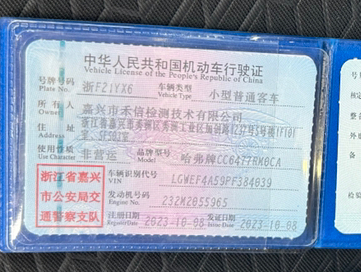 中华人民共和国机动车行驶证
Vehicle License of the People's Republic of China
号牌号码 浙F21YX6 车辆类型 小型普通客车
Plate No. Vehicle Type
所有人 嘉兴市禾信检测技术有限公司
Owner
住址 浙江省嘉兴市
Address
使用性质 非营运 品牌型号 哈弗牌CC6477RM0CA
Use Character Model
浙江省嘉兴市公安局交通警察支队
车辆识别代号 LGWEF4A59PF384039
VIN
发动机号码 232M2055965
Engine No.
注册日期 2023-10-08 发证日期 2023-10-08
Register Date Issue Date